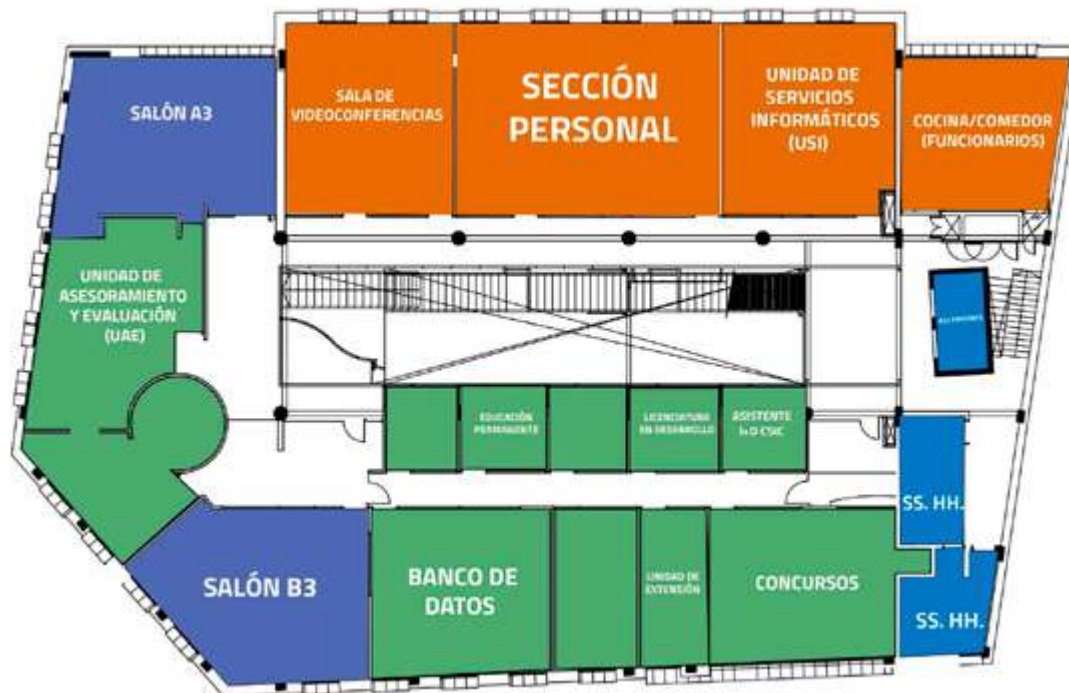 SALÓN A3
SALA DE
VIDEOCONFERENCIAS
SECCIÓN
PERSONAL
UNIDAD DE
SERVICIOS
INFORMÁTICOS
(USI)
COCINA/COMEDOR
(FUNCIONARIOS)
UNIDAD DE
ASESORAMIENTO
Y EVALUACIÓN
(UAE)
EDUCACIÓN
PERMANENTE
LICENCIATURA
EN DESARROLLO
ASISTENTE
I+D CSIC
SS. HH.
SALÓN B3
BANCO DE
DATOS
UNIDAD DE
EXTENSIÓN
CONCURSOS
SS. HH.